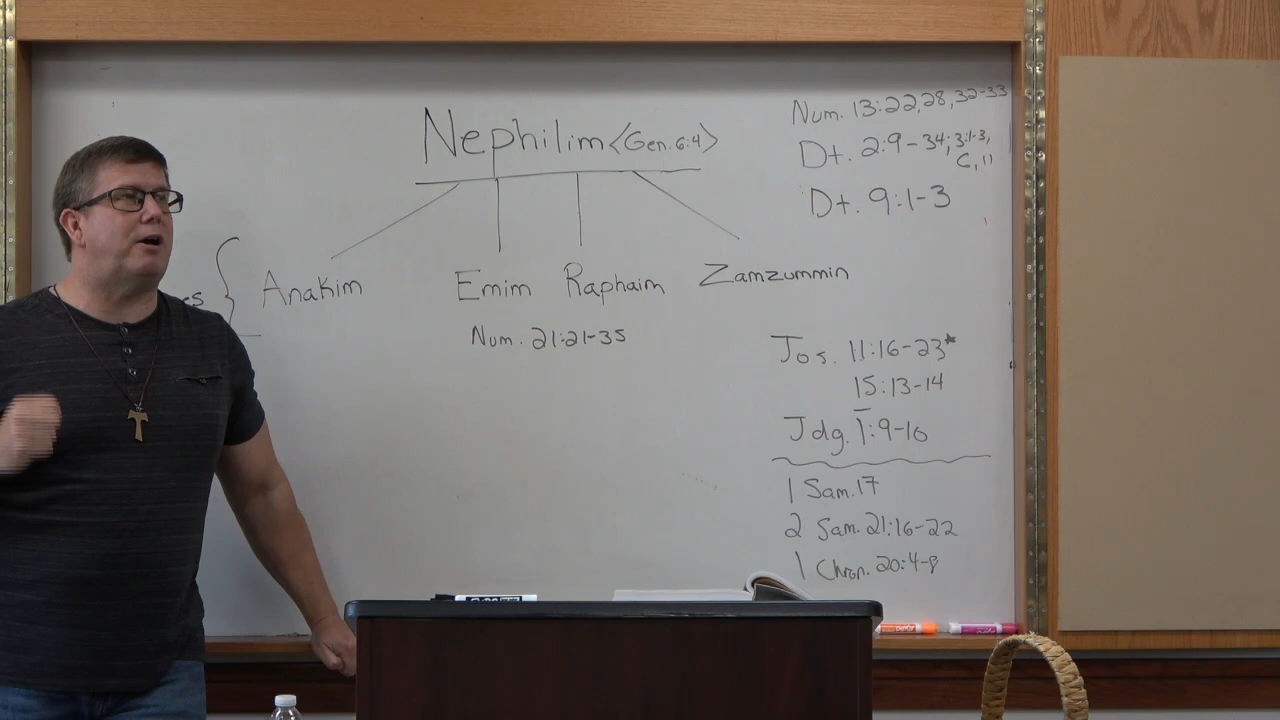 Nephilim <Gen. 6:4>
Anakim
Emim
Raphaim
Zamzummin
Num. 21:21-35
Num. 13:22,28,32-33
Dt. 2:9-34; 3:1-3,
6, 11
Dt. 9:1-3
Jos. 11:16-23*
15:13-14
Jdg. 1:9-10
1 Sam. 17
2 Sam. 21:16-22
1 Chron. 20:4-8